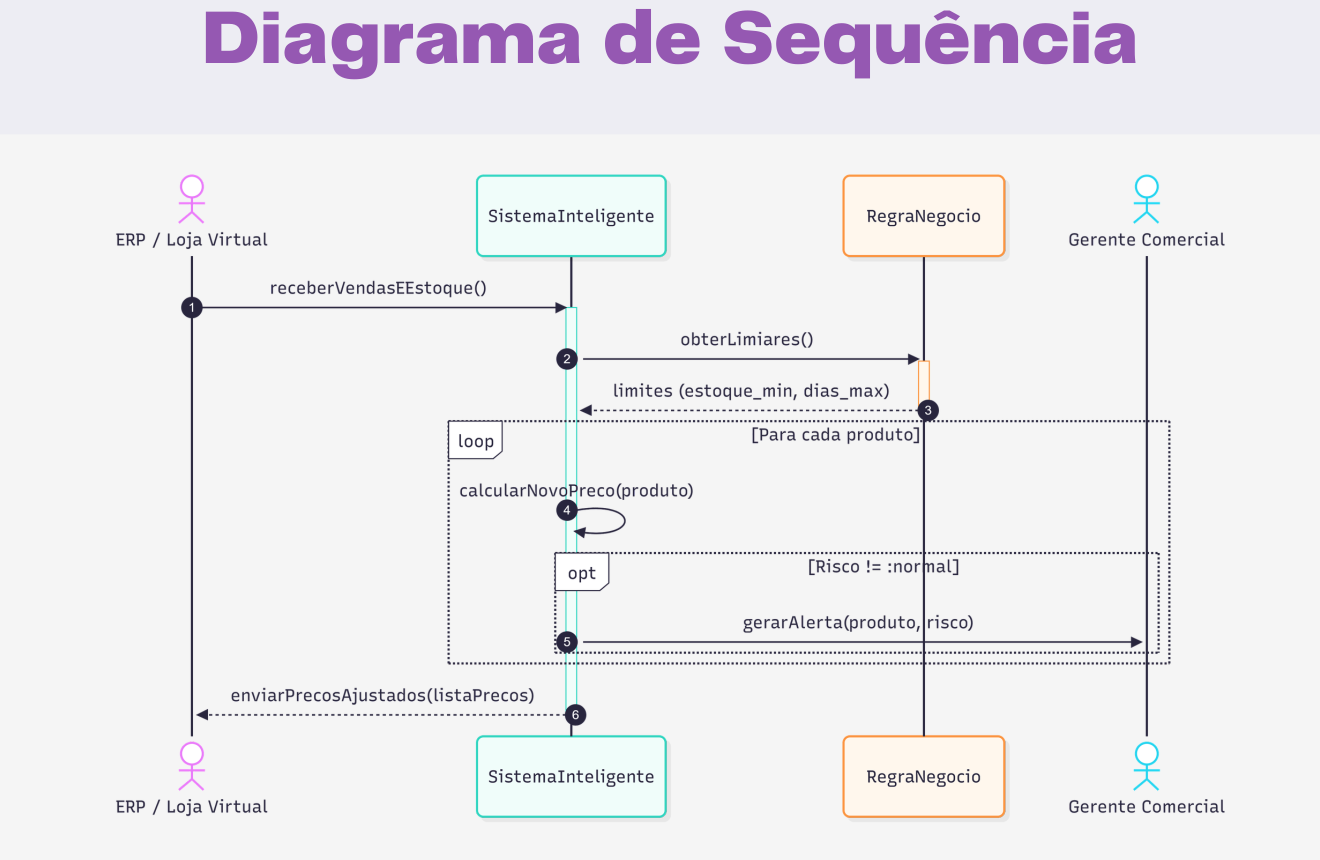 Diagrama de Sequência
ERP / Loja Virtual
SistemaInteligente
RegraNegocio
Gerente Comercial
receberVendasEEstoque()
1
obterLimiares()
2
limites (estoque_min, dias_max)
3
loop
[Para cada produto]
calcularNovoPreco(produto)
4
opt
[Risco != :normal]
gerarAlerta(produto, risco)
5
enviarPrecosAjustados(listaPrecos)
6
ERP / Loja Virtual
SistemaInteligente
RegraNegocio
Gerente Comercial